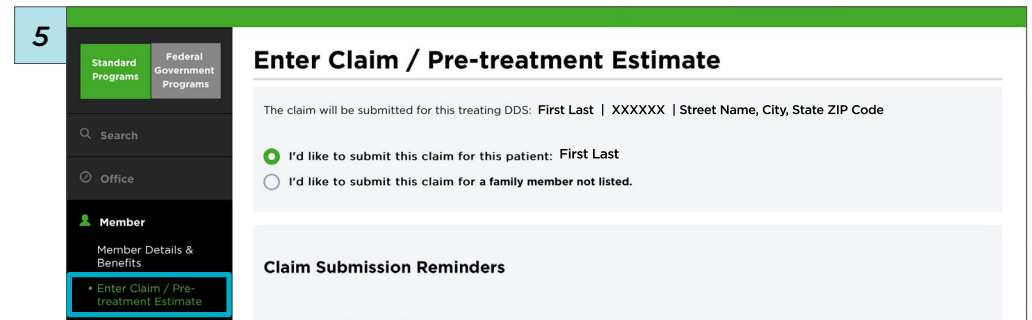 5
Standard
Programs
Federal
Government
Programs
Search
Office
Member
Member Details &
Benefits
• Enter Claim / Pre-
treatment Estimate
Enter Claim / Pre-treatment Estimate
The claim will be submitted for this treating DDS: First Last | XXXXXX | Street Name, City, State ZIP Code
I'd like to submit this claim for this patient: First Last
I'd like to submit this claim for a family member not listed.
Claim Submission Reminders